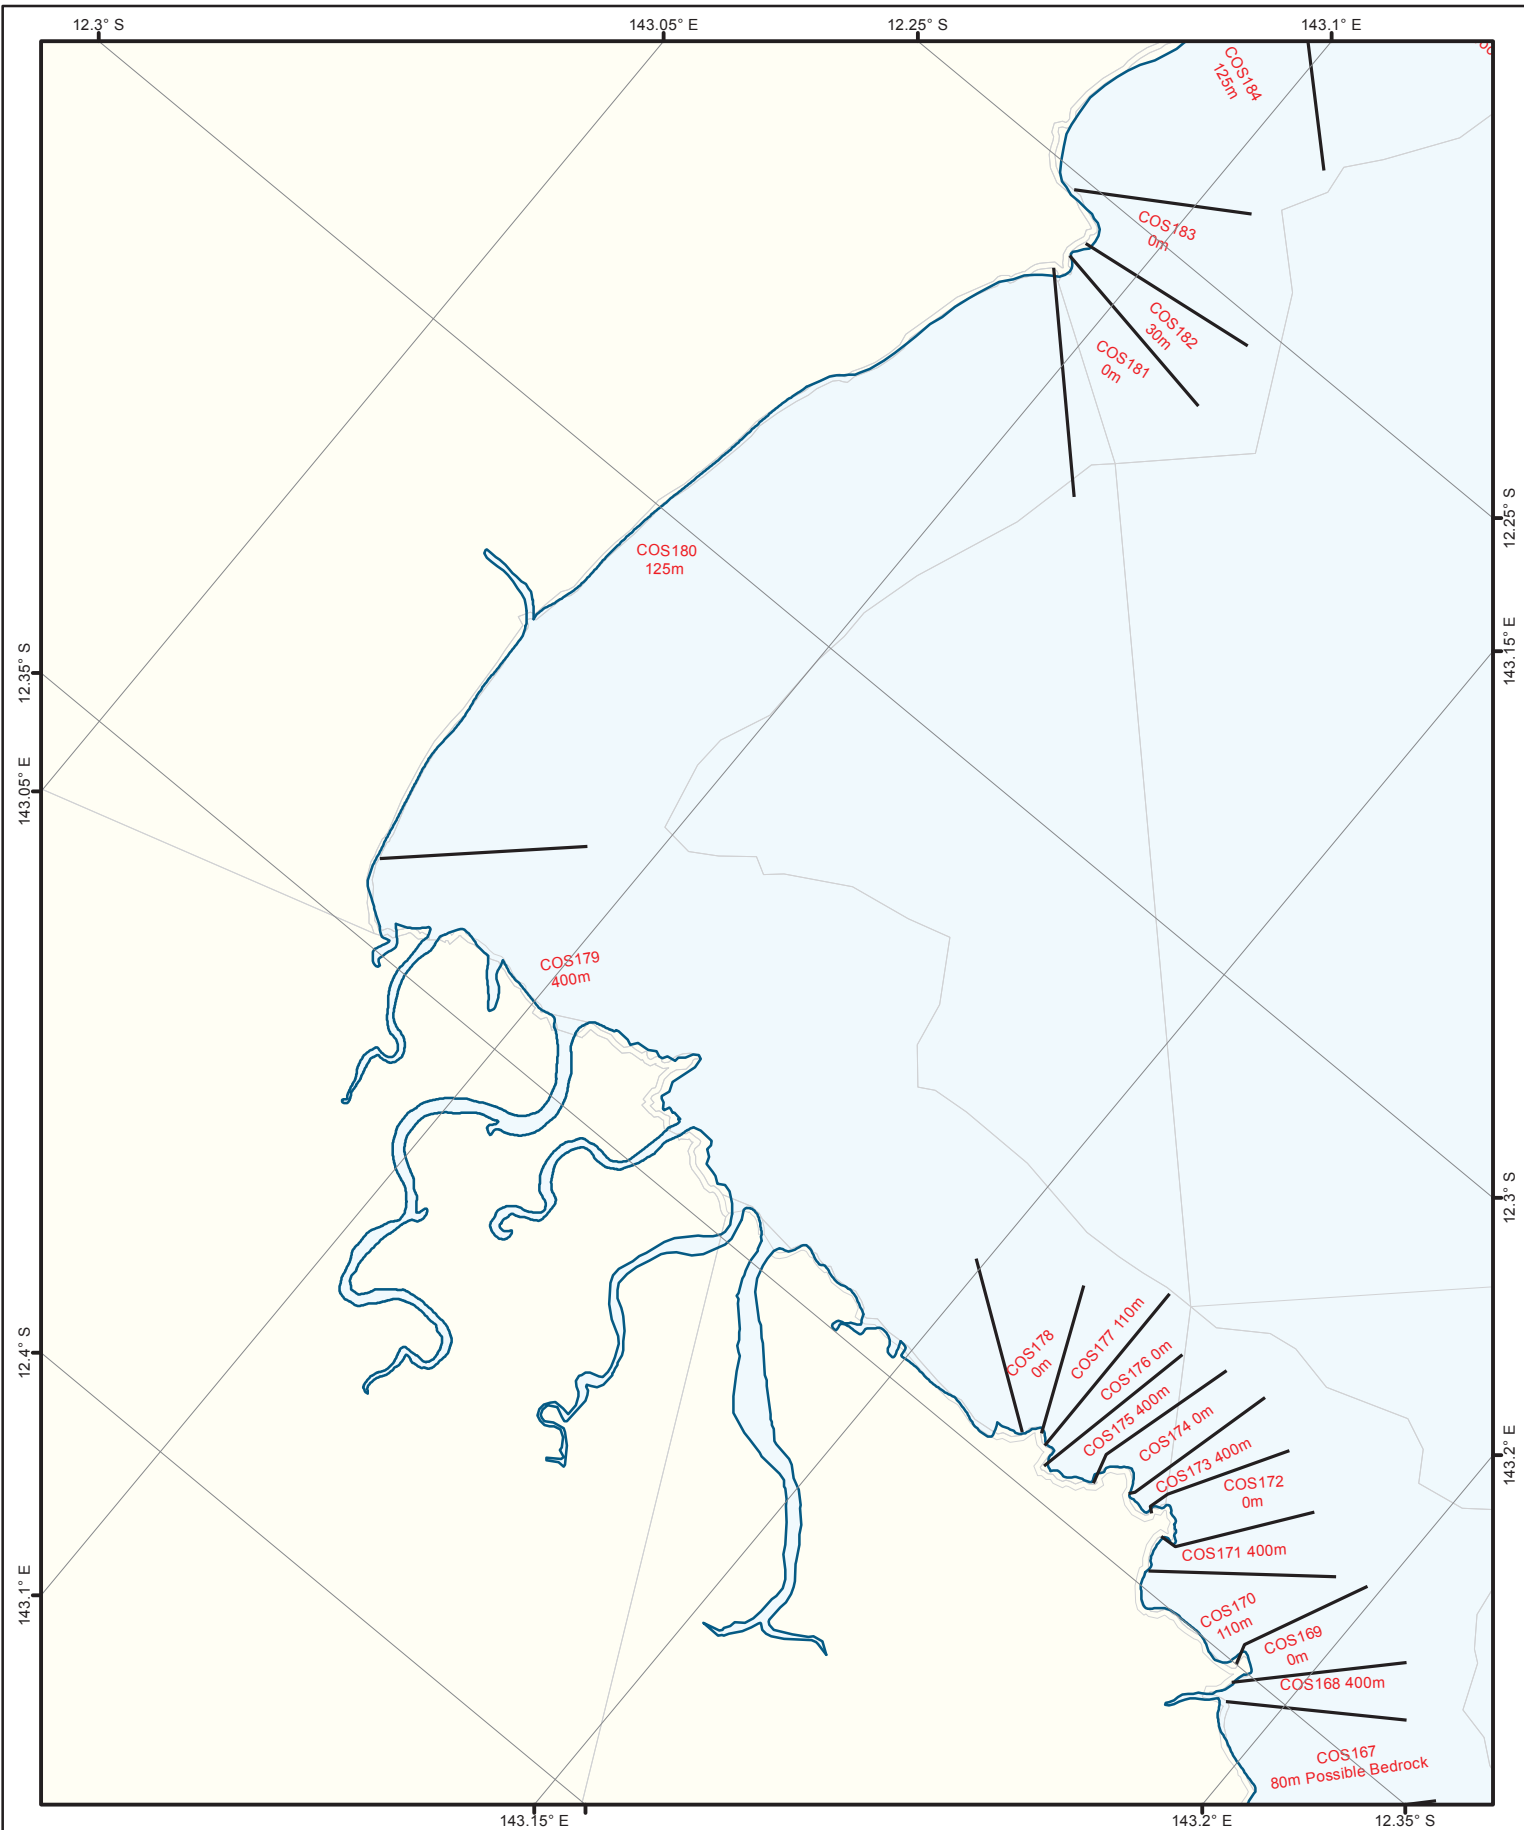 12.3° S
143.05° E
12.25° S
143.1° E
COS184
125m
COS183
0m
COS182
30m
COS181
0m
12.25° S
COS180
125m
143.15° E
12.35° S
143.05° E
COS179
400m
12.3° S
COS178
0m
COS177 110m
COS176 0m
COS175 400m
COS174 0m
COS173 400m
COS172
0m
COS171 400m
12.4° S
143.2° E
143.1° E
COS170
110m
COS169
0m
COS168 400m
COS167
80m Possible Bedrock
143.15° E
143.2° E
12.35° S